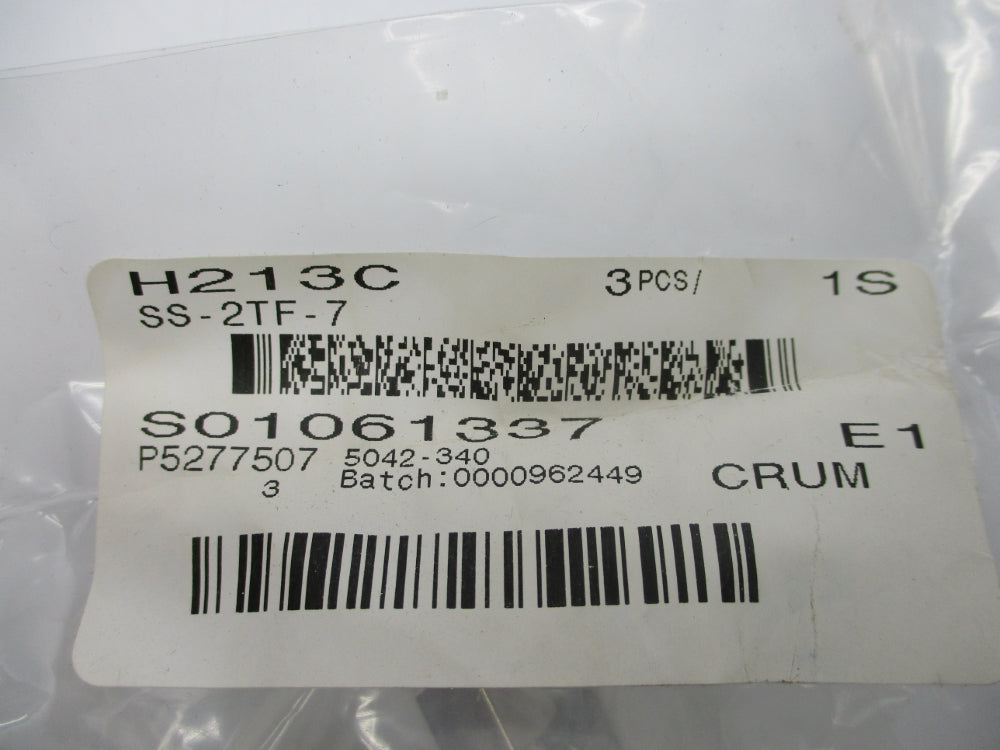 H213C 3PCS/ 1S
SS-2TF-7
S01061337 E1
P5277507 5042-340
3 Batch:0000962449 CRUM